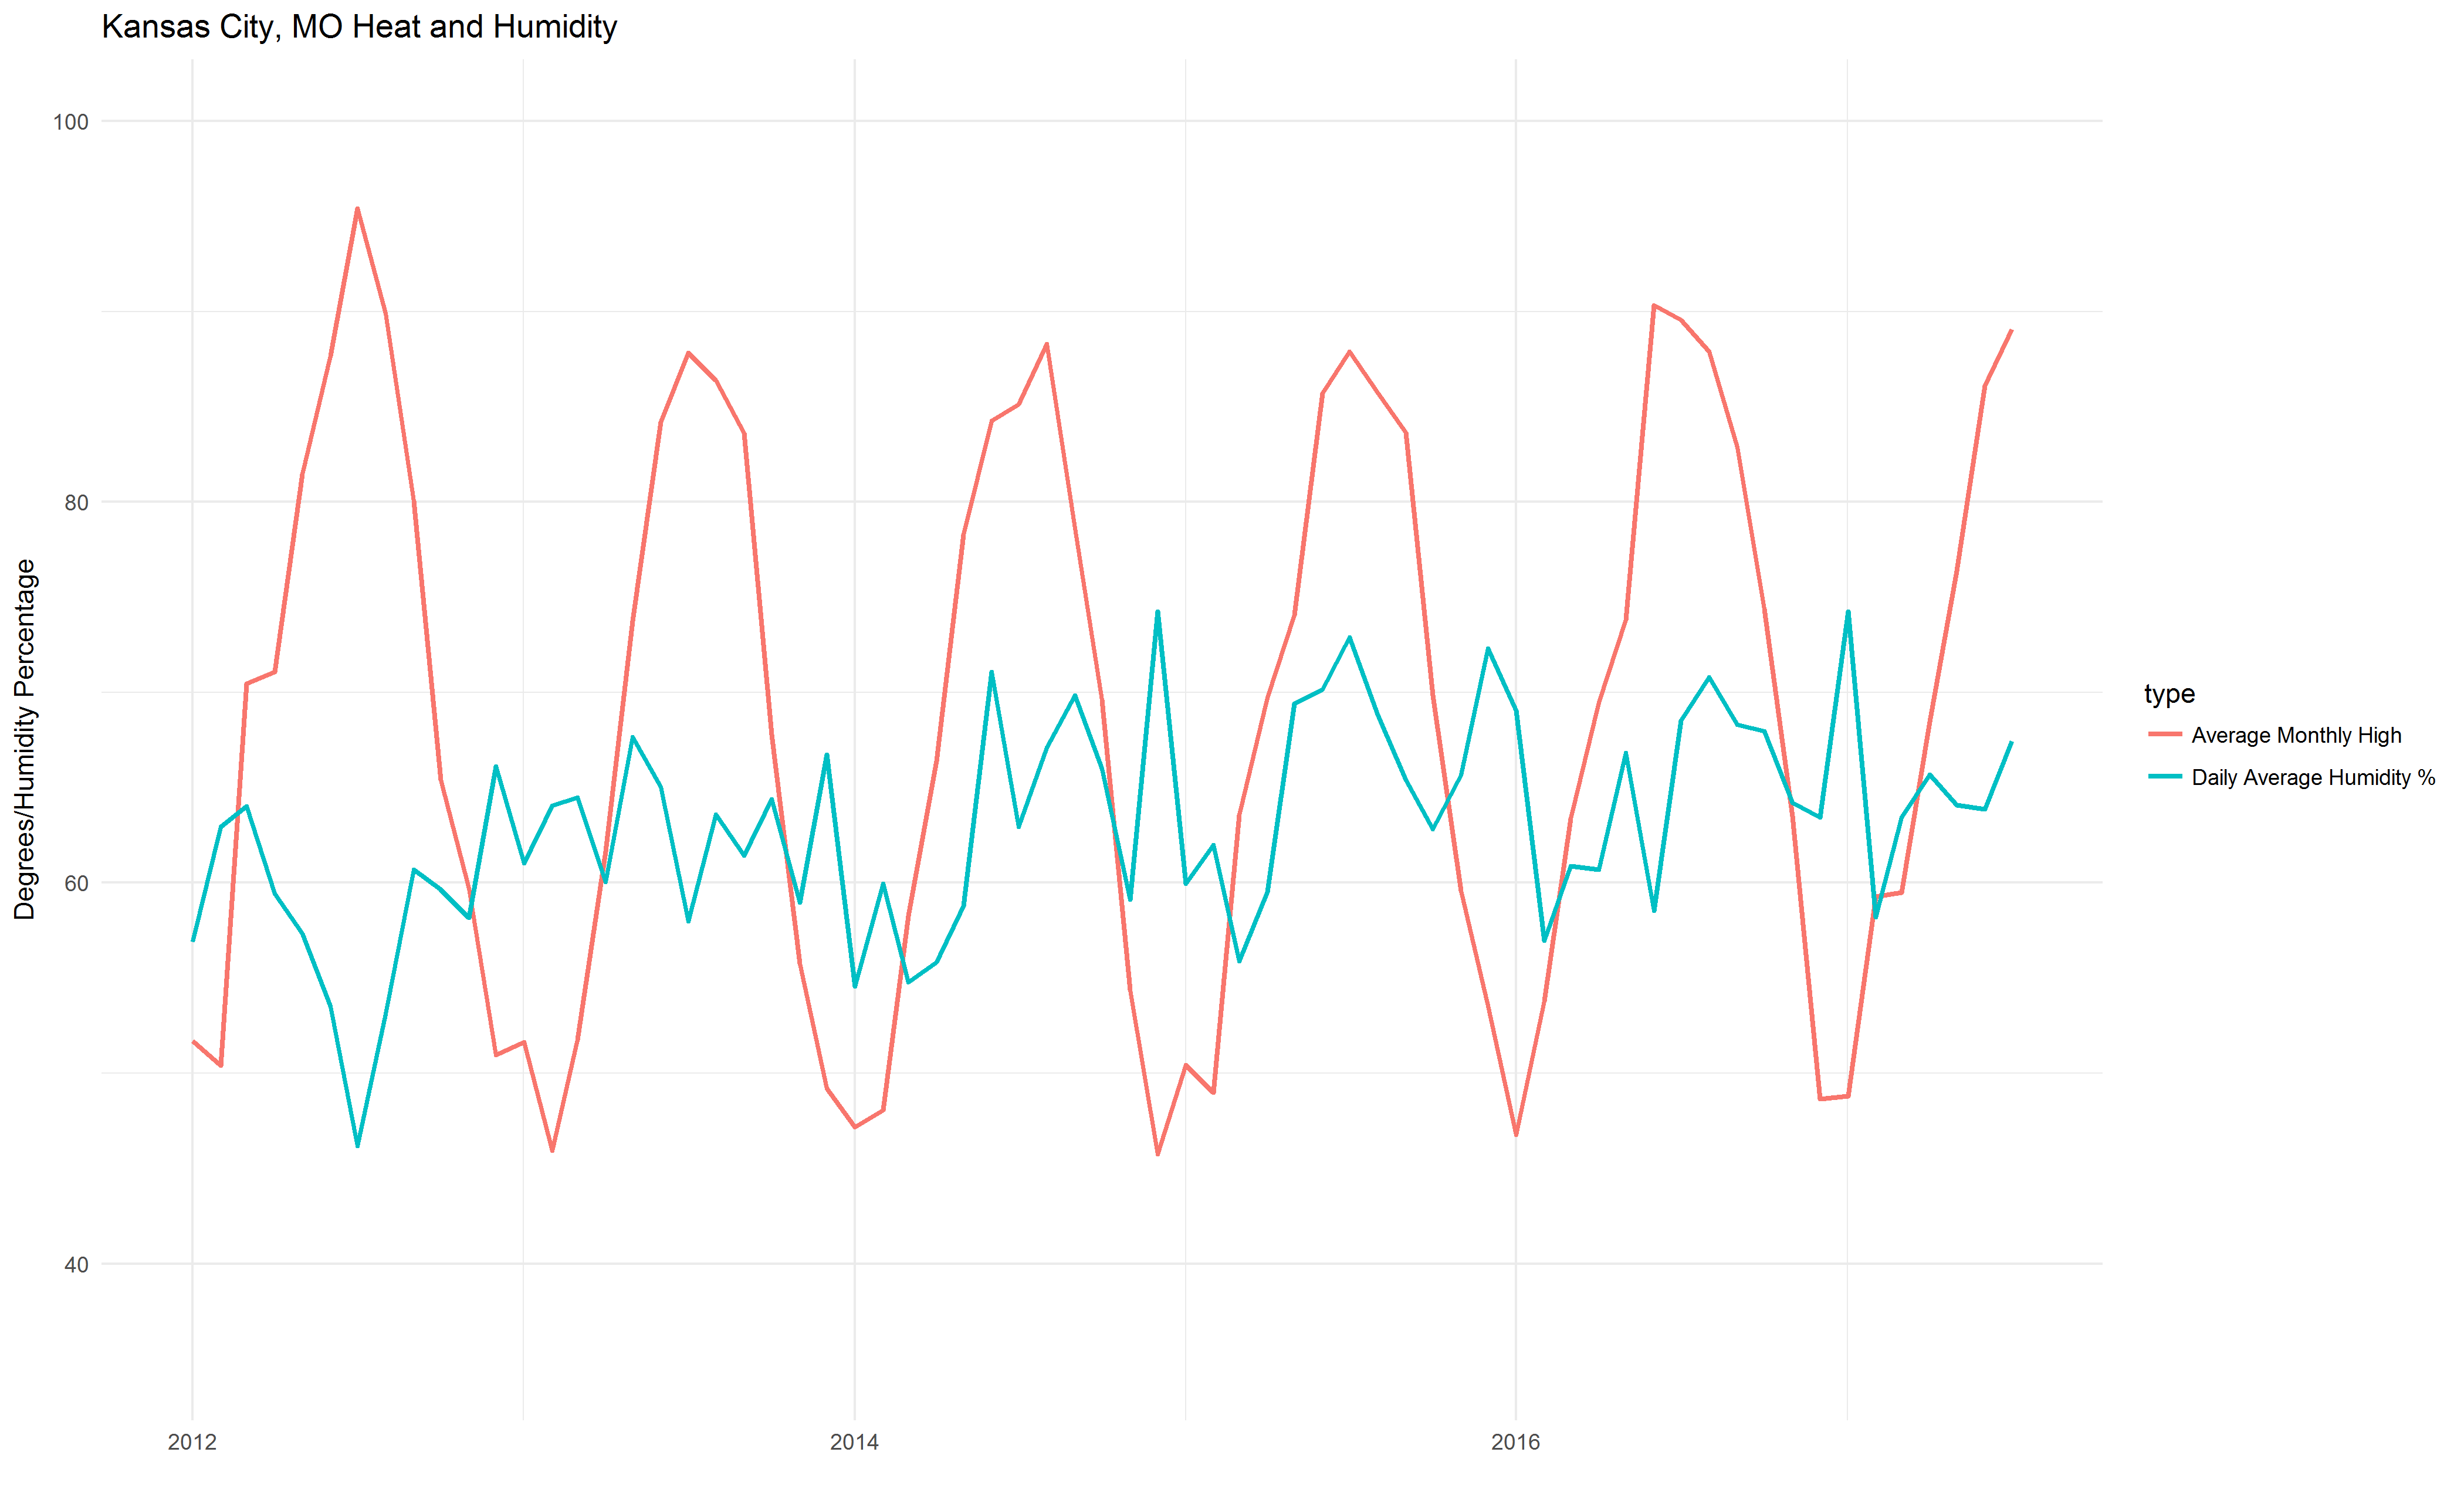 Kansas City, MO Heat and Humidity
100
80
60
40
Degrees/Humidity Percentage
2012
2014
2016
type
Average Monthly High
Daily Average Humidity %